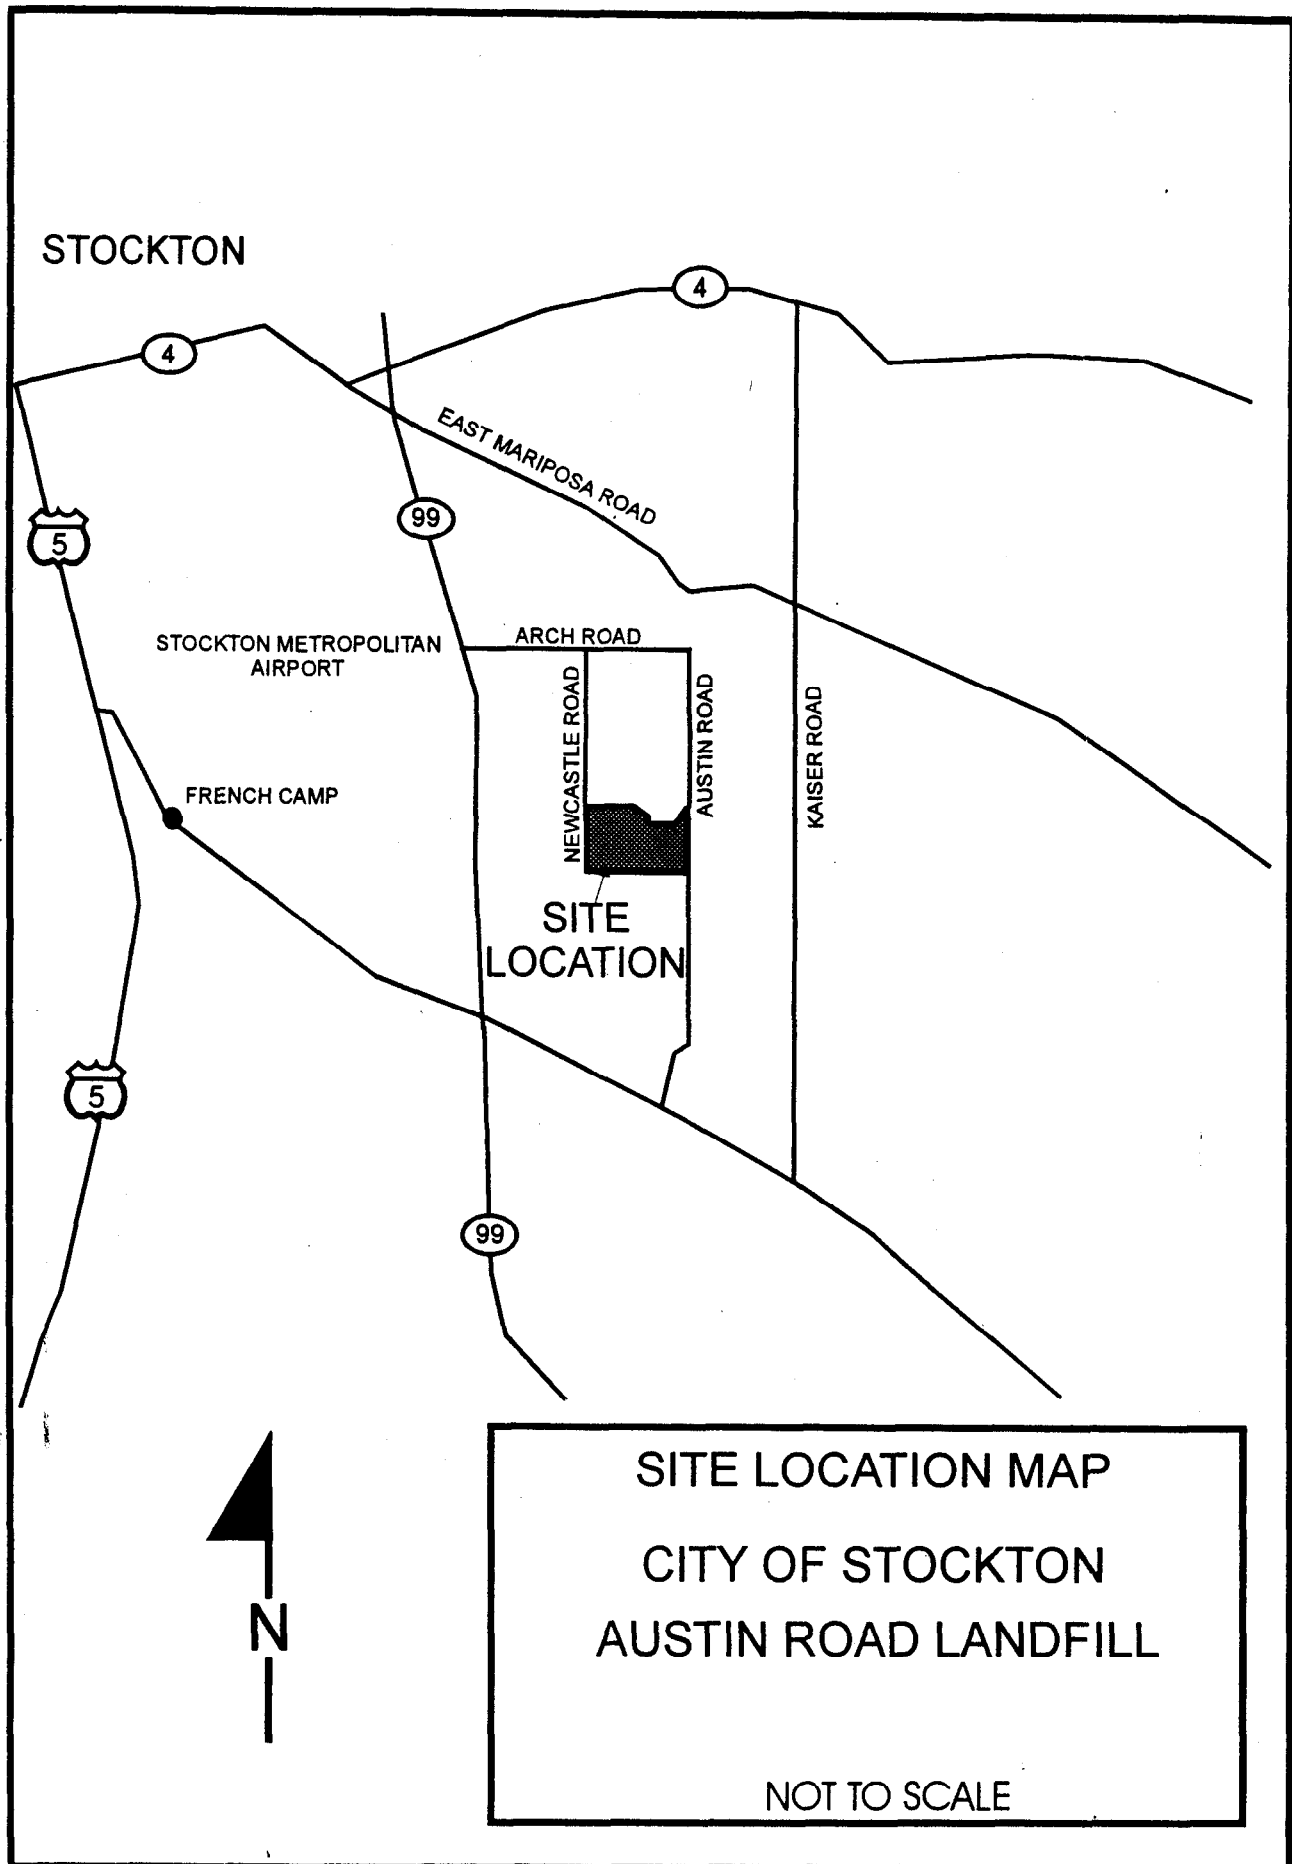 STOCKTON
4
4
EAST MARIPOSA ROAD
99
5
STOCKTON METROPOLITAN
AIRPORT
ARCH ROAD
NEWCASTLE ROAD
AUSTIN ROAD
KAISER ROAD
FRENCH CAMP
SITE
LOCATION
5
99
SITE LOCATION MAP
CITY OF STOCKTON
AUSTIN ROAD LANDFILL
N
NOT TO SCALE